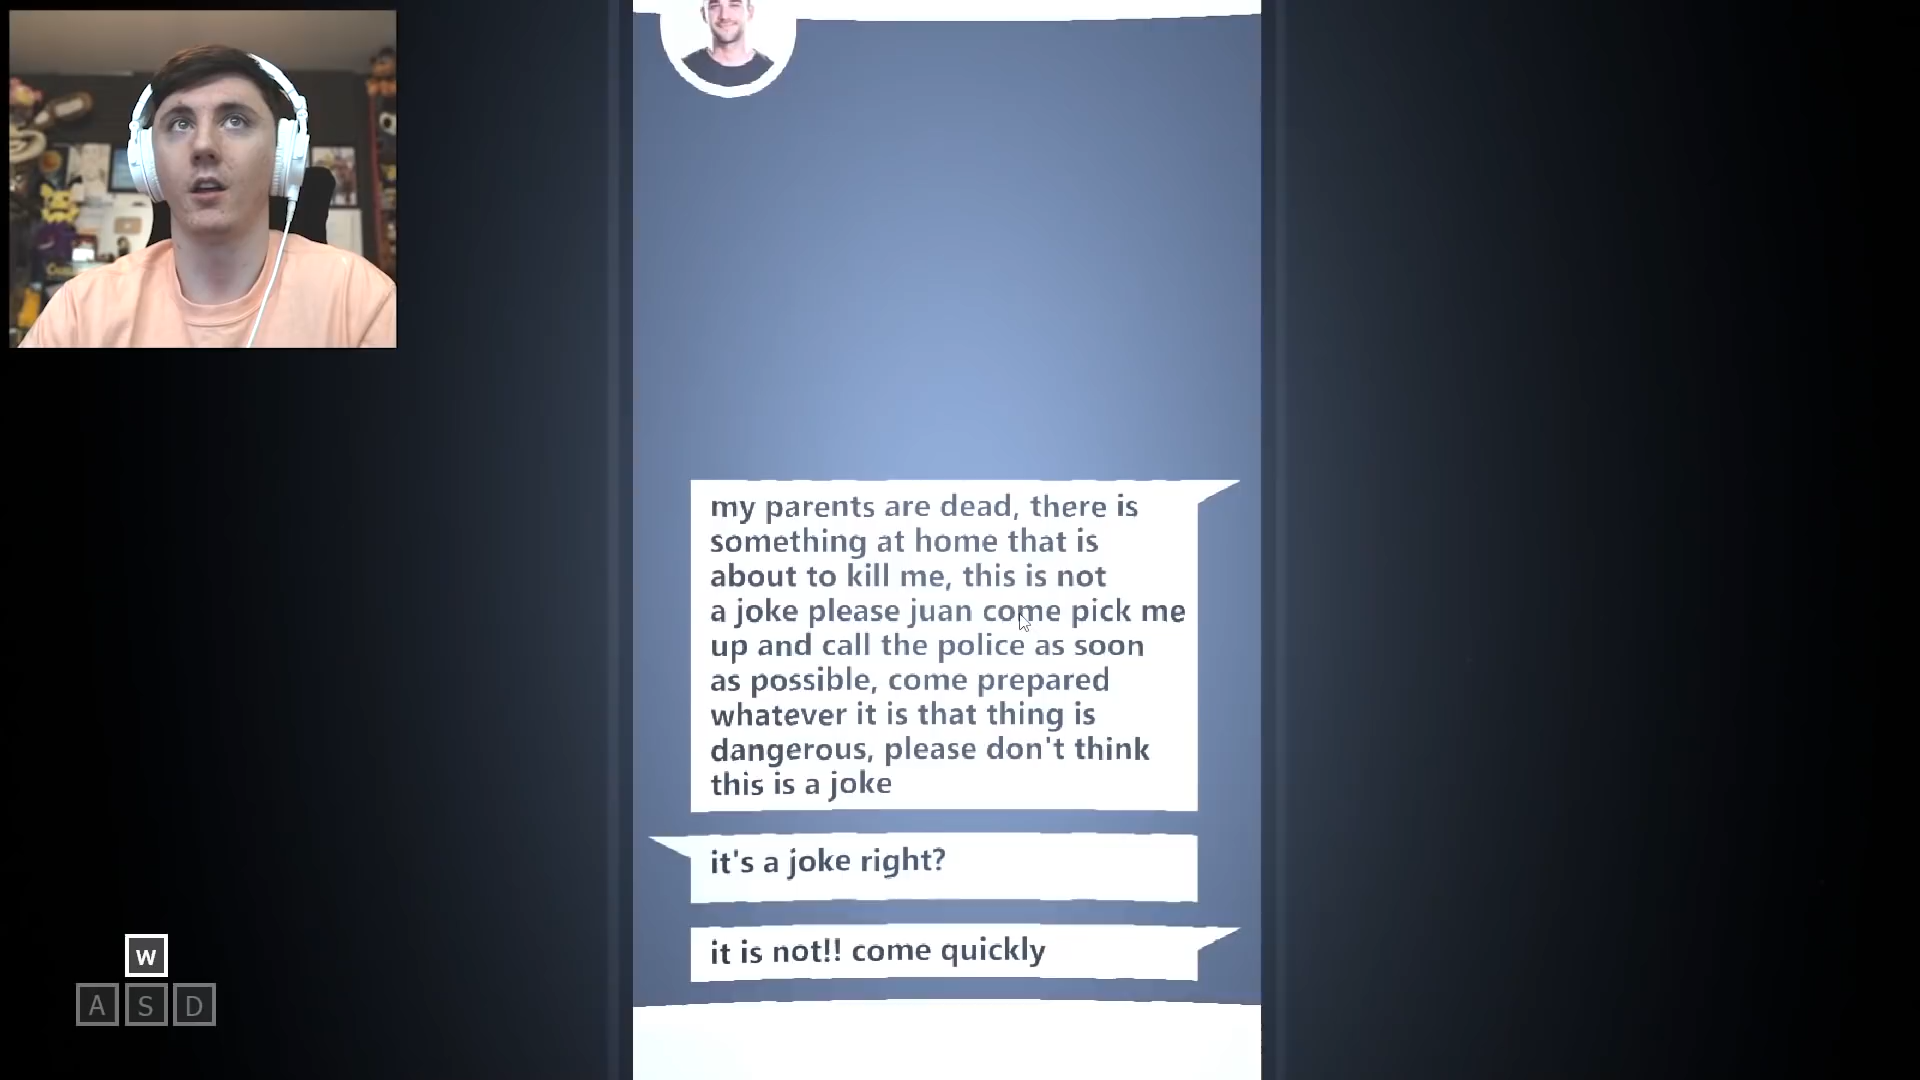 my parents are dead, there is
something at home that is
about to kill me, this is not
a joke please juan come pick me
up and call the police as soon
as possible, come prepared
whatever it is that thing is
dangerous, please don't think
this is a joke
it's a joke right?
it is not!! come quickly
W
A S D